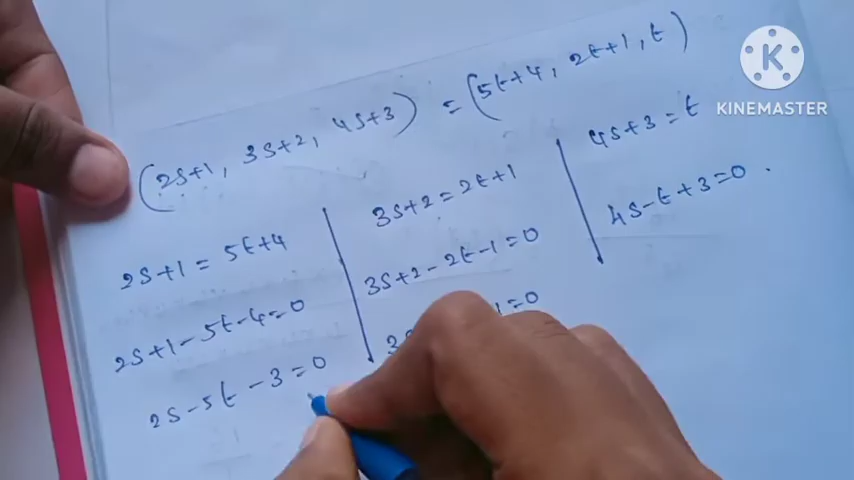 (2s+1, 3s+2, 4s+3) = (5t+4, 2t+1, t)
2s+1 = 5t+4
2s+1-5t-4=0
2s-5t-3=0
3s+2=2t+1
3s+2-2t-1=0
1=0
4s+3=t
4s-t+3=0.
K
KINEMASTER